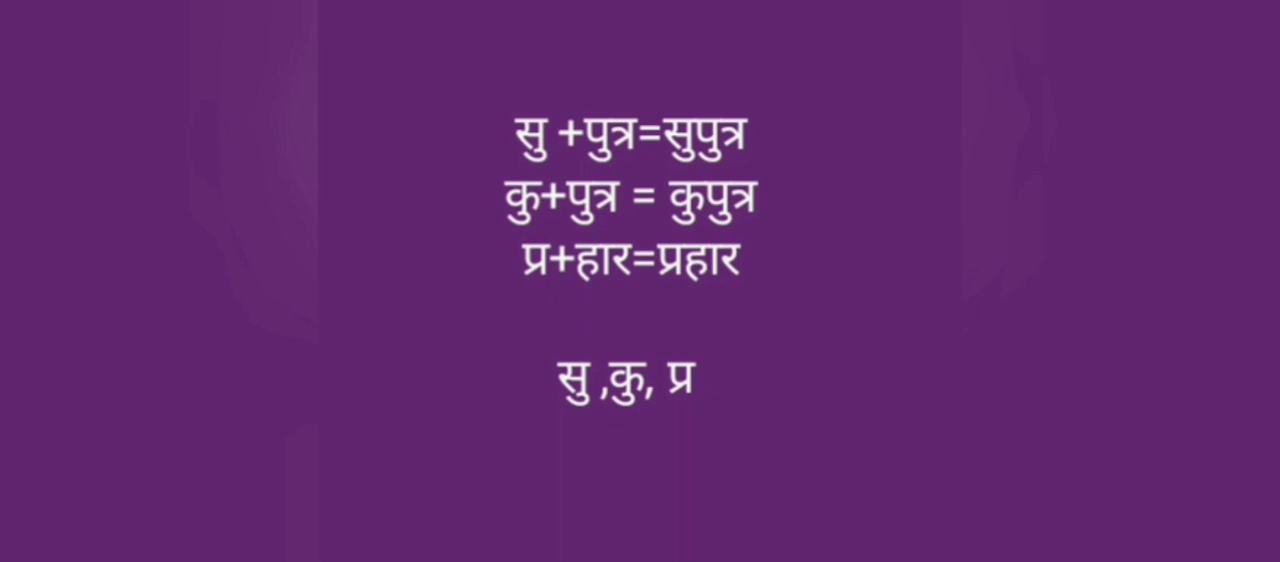 सु +पुत्र=सुपुत्र
कु+पुत्र = कुपुत्र
प्र+हार=प्रहार
सु ,कु, प्र